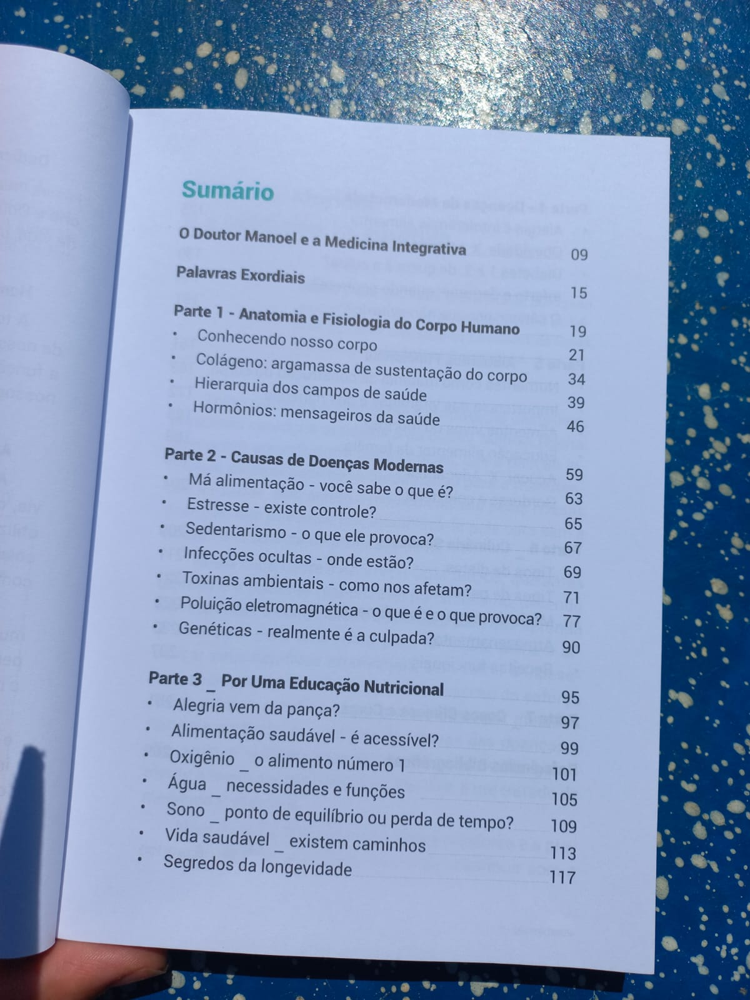 Sumário
O Doutor Manoel e a Medicina Integrativa 09
Palavras Exordiais 15
Parte 1 - Anatomia e Fisiologia do Corpo Humano 19
• Conhecendo nosso corpo 21
• Colágeno: argamassa de sustentação do corpo 34
• Hierarquia dos campos de saúde 39
• Hormônios: mensageiros da saúde 46
Parte 2 - Causas de Doenças Modernas 59
• Má alimentação - você sabe o que é? 63
• Estresse - existe controle? 65
• Sedentarismo - o que ele provoca? 67
• Infecções ocultas - onde estão? 69
• Toxinas ambientais - como nos afetam? 71
• Poluição eletromagnética - o que é e o que provoca? 77
• Genéticas - realmente é a culpada? 90
Parte 3 _ Por Uma Educação Nutricional 95
• Alegria vem da pança? 97
• Alimentação saudável - é acessível? 99
• Oxigênio _ o alimento número 1 101
• Água _ necessidades e funções 105
• Sono _ ponto de equilíbrio ou perda de tempo? 109
• Vida saudável _ existem caminhos 113
• Segredos da longevidade 117